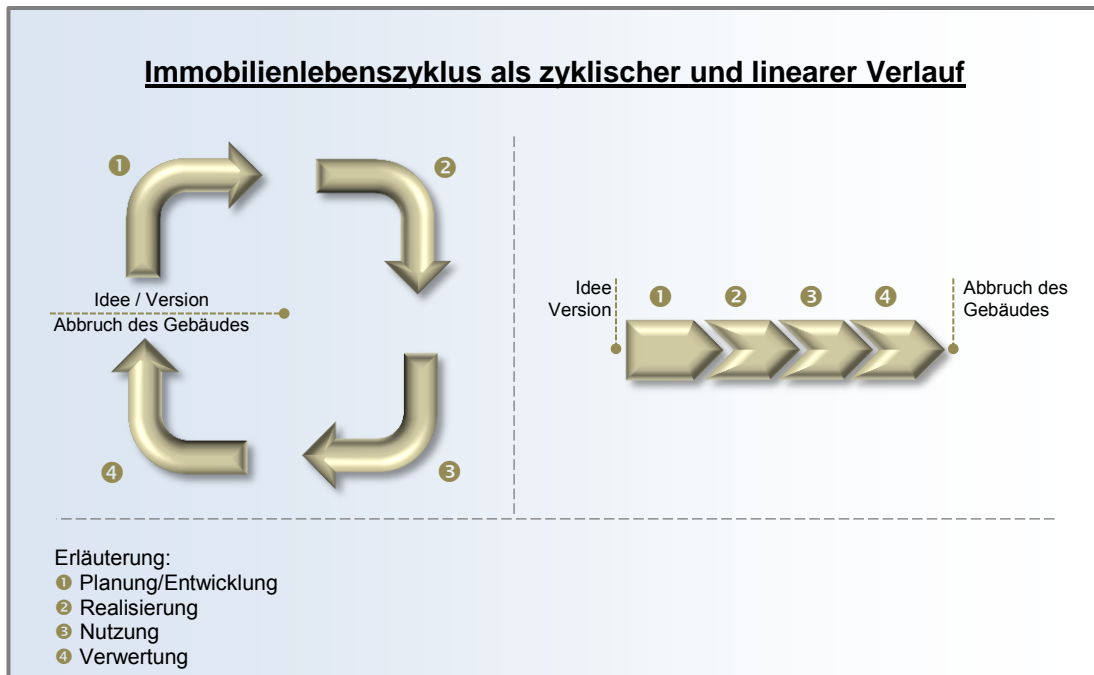 Immobilienlebenszyklus als zyklischer und linearer Verlauf
❶
❷
Idee / Version
Abbruch des Gebäudes
❹
❸
Idee
Version
❶ ❷ ❸ ❹
Abbruch des
Gebäudes
Erläuterung:
❶ Planung/Entwicklung
❷ Realisierung
❸ Nutzung
❹ Verwertung